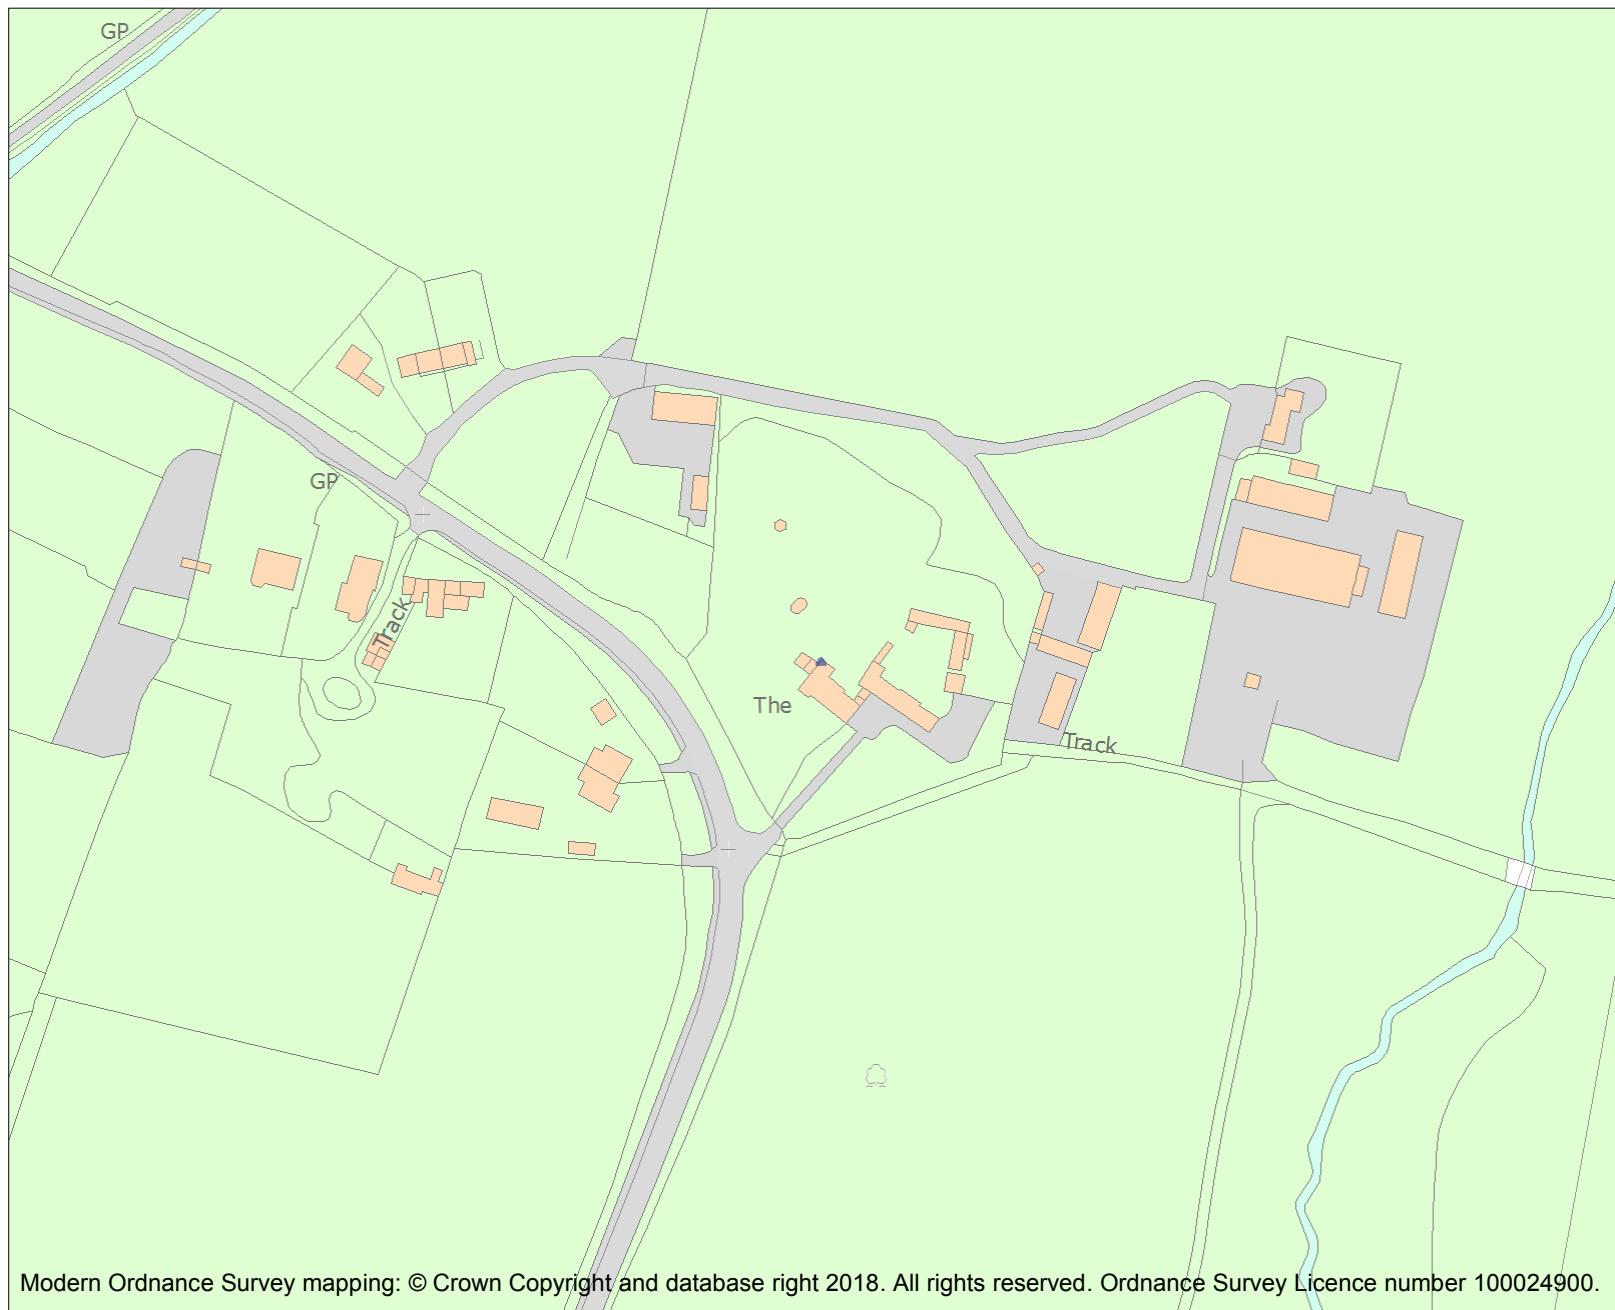 GP
GP
Track
The
Track
Modern Ordnance Survey mapping: © Crown Copyright and database right 2018. All rights reserved. Ordnance Survey Licence number 100024900.